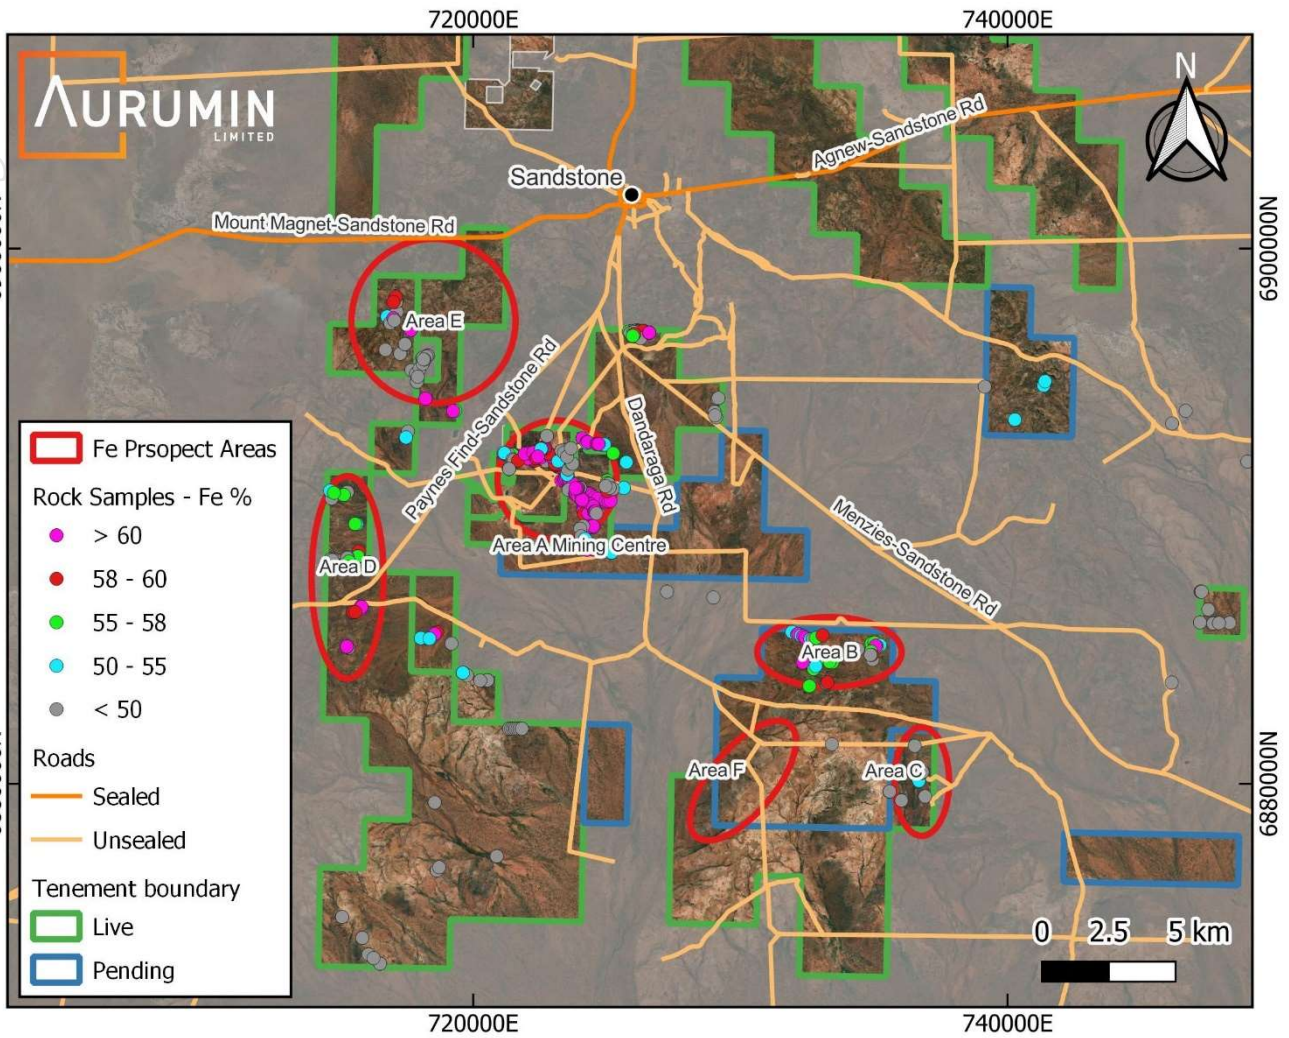 720000E
740000E
AURUMIN
LIMITED
N
Agnew-Sandstone Rd
Sandstone
Mount Magnet-Sandstone Rd
6900000N
Area E
Paynes Find-Sandstone Rd
Dandaraga Rd
Menzies-Sandstone Rd
Area A Mining Centre
Area D
Area B
Area F
Area C
6880000N
Fe Prsopect Areas
Rock Samples - Fe %
> 60
58 - 60
55 - 58
50 - 55
< 50
Roads
Sealed
Unsealed
Tenement boundary
Live
Pending
0 2.5 5 km
720000E
740000E